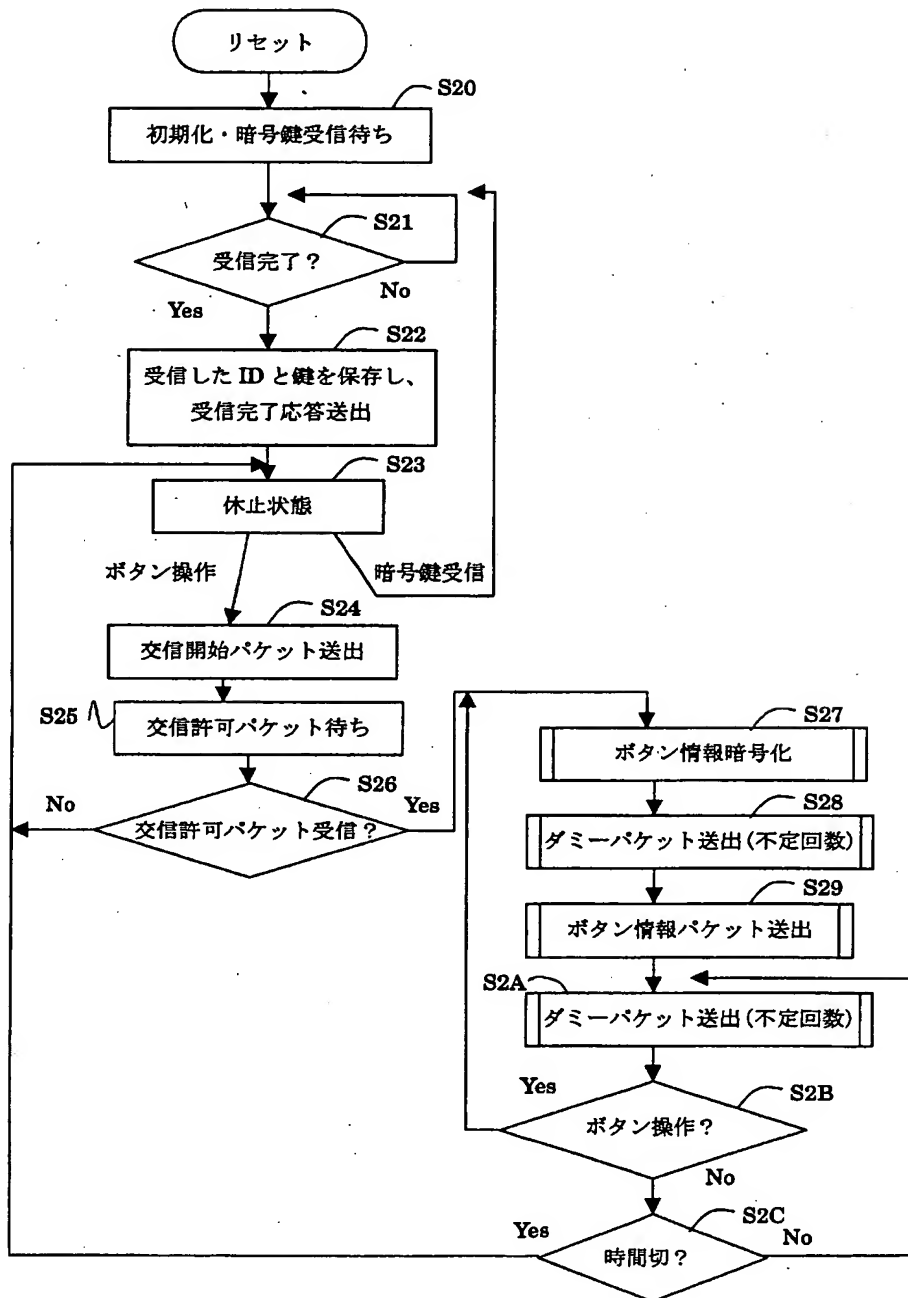 リセット
S20
初期化・暗号鍵受信待ち
S21
受信完了?
No
Yes
S22
受信した ID と鍵を保存し、
受信完了応答送出
S23
休止状態
ボタン操作
暗号鍵受信
S24
交信開始パケット送出
S25
交信許可パケット待ち
S26
No
Yes
交信許可パケット受信?
S27
ボタン情報暗号化
S28
ダミーパケット送出(不定回数)
S29
ボタン情報パケット送出
S2A
ダミーパケット送出(不定回数)
Yes
S2B
ボタン操作?
No
S2C
Yes
No
時間切?